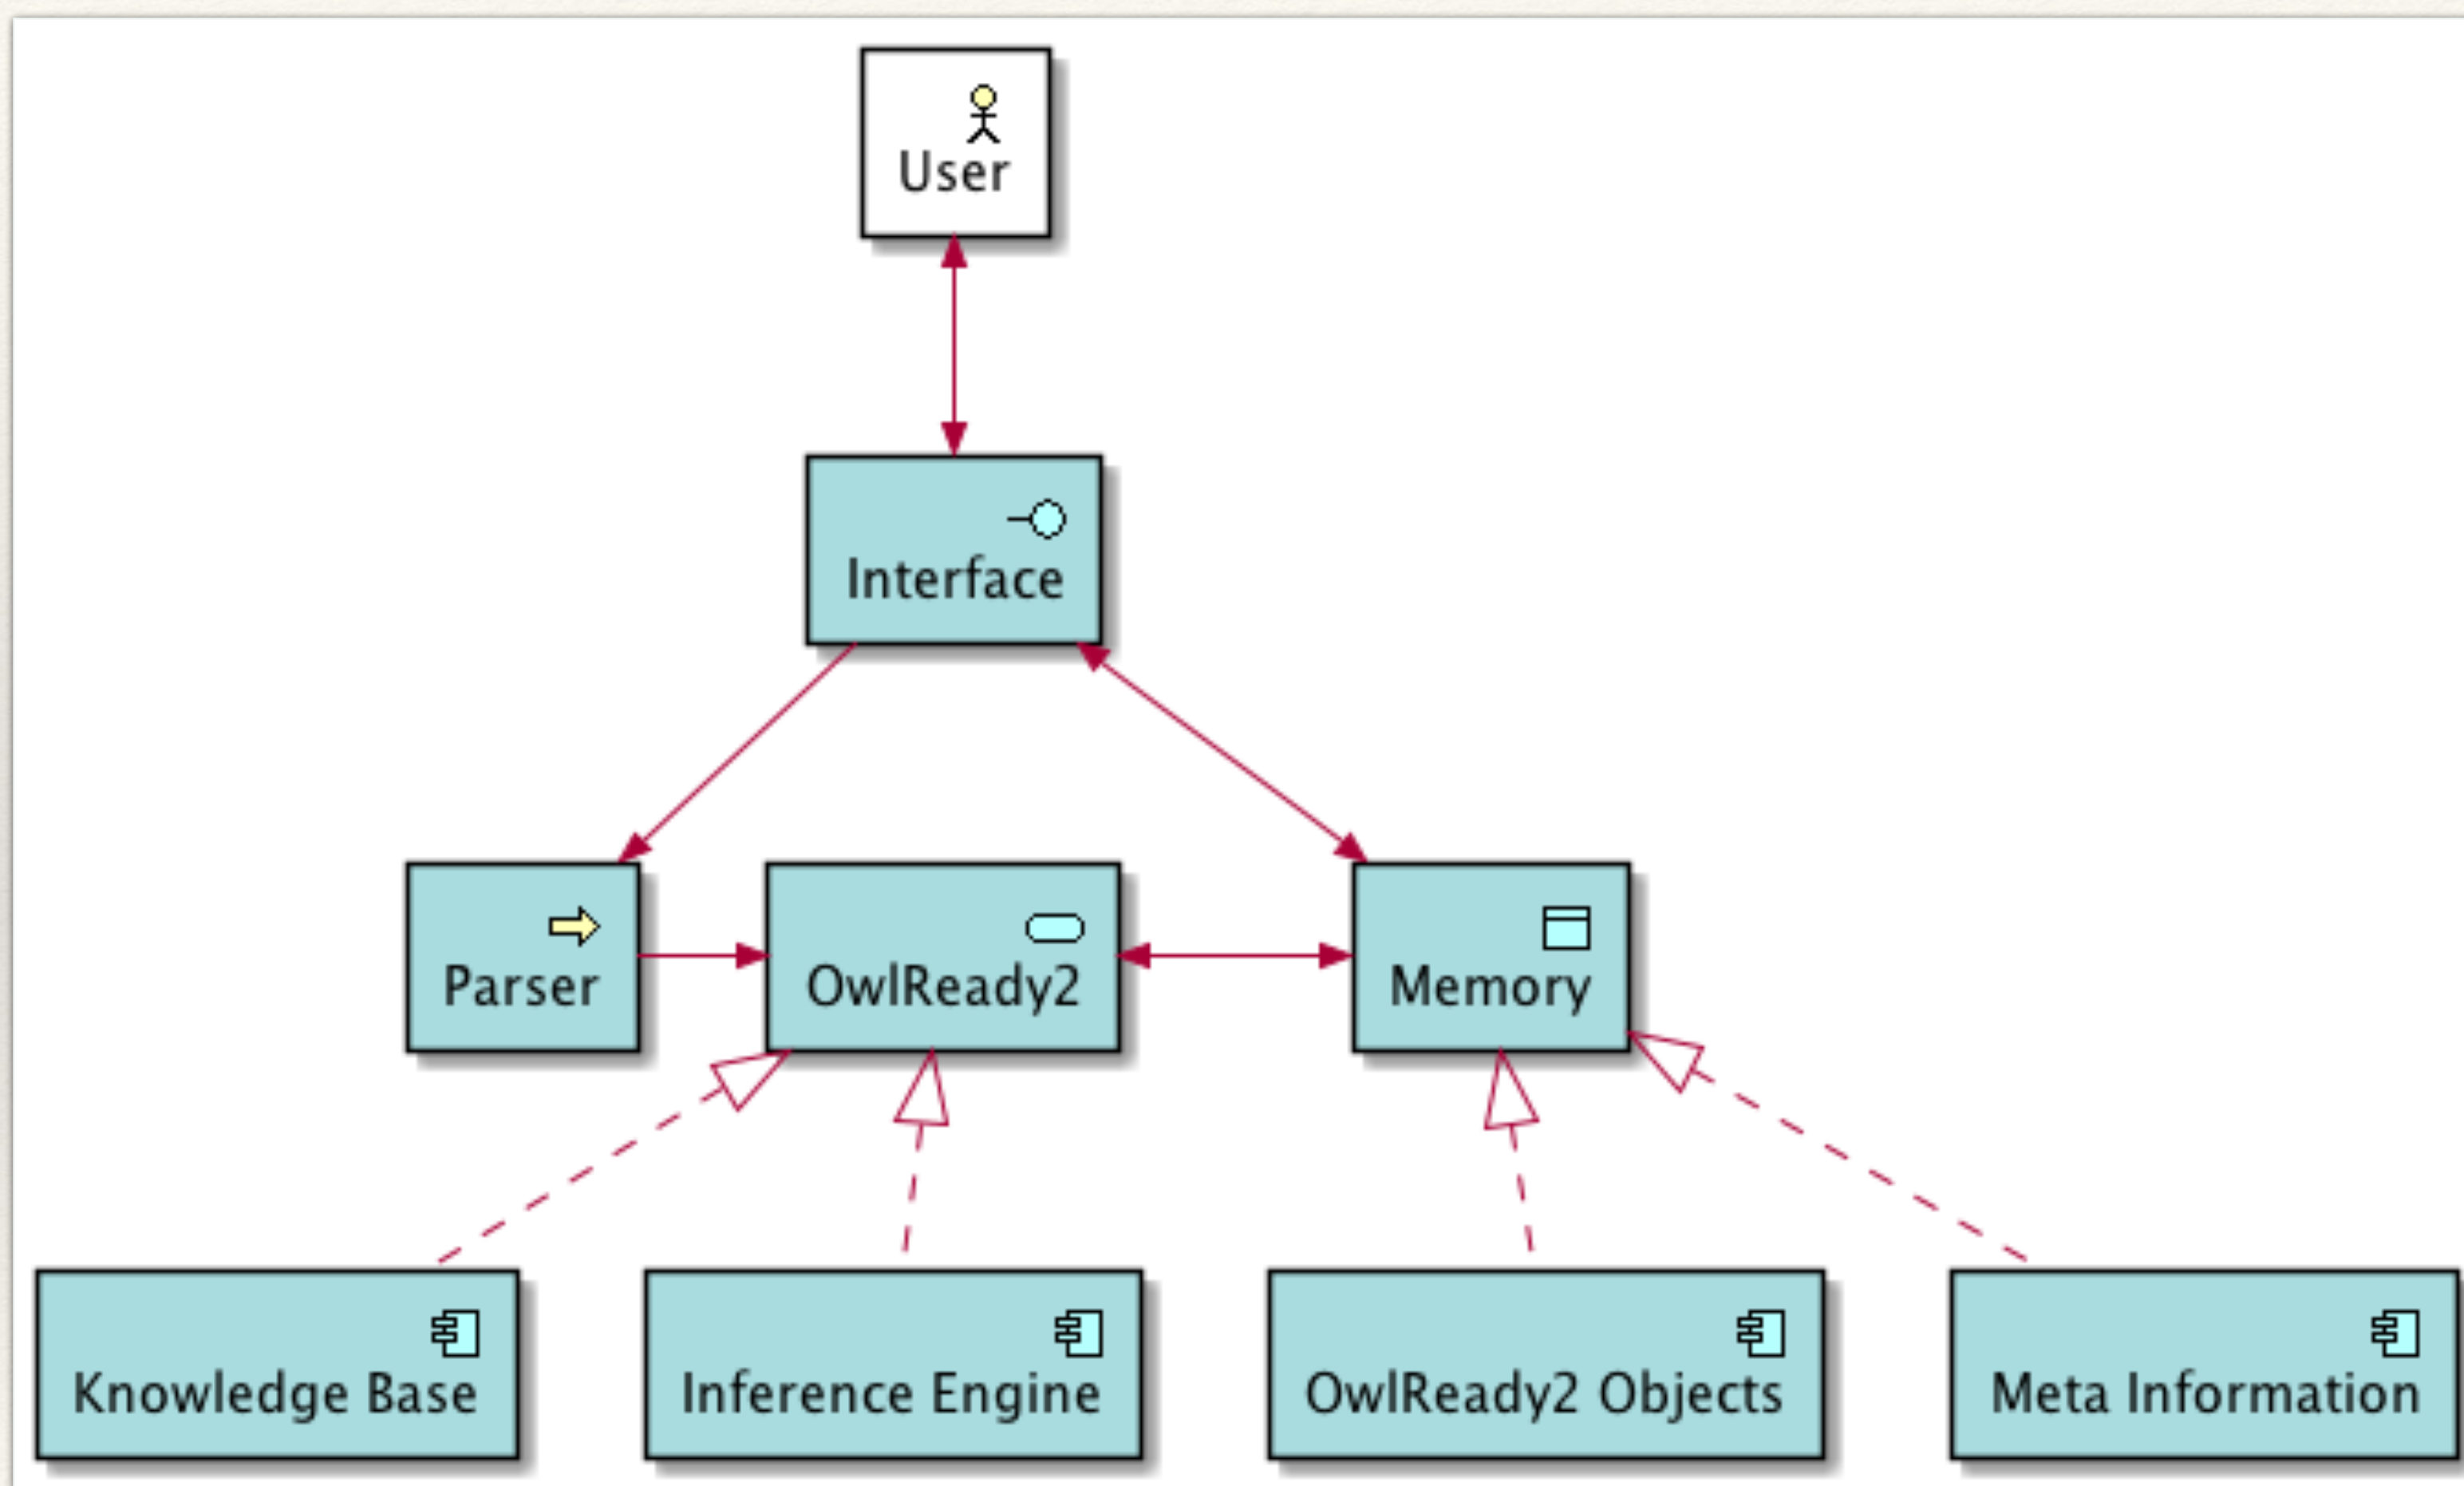 User
Interface
Parser
OwlReady2
Memory
Knowledge Base
Inference Engine
OwlReady2 Objects
Meta Information